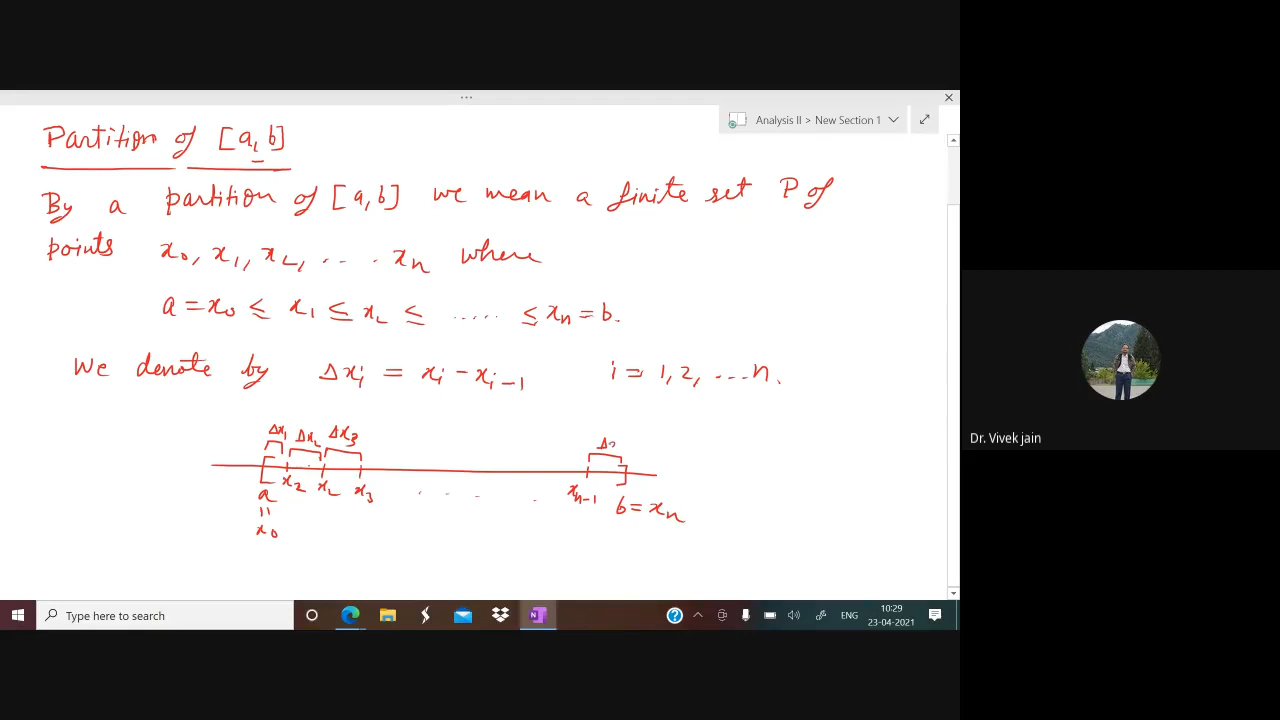 Analysis II > New Section 1
Partition of [a, b]
By a partition of [a, b] we mean a finite set P of
points x₀, x₁, x₂, ... . xₙ where
a = x₀ ≤ x₁ ≤ x₂ ≤ ..... ≤ xₙ = b.
We denote by Δxᵢ = xᵢ - xᵢ₋₁ i = 1, 2, ...n.
Δx₁ Δx₂ Δx₃ Δ
a x₂ x₂ x₃ . . . . xₙ₋₁ b = xₙ
||
x₀
Dr. Vivek jain
Type here to search
ENG
10:29
23-04-2021